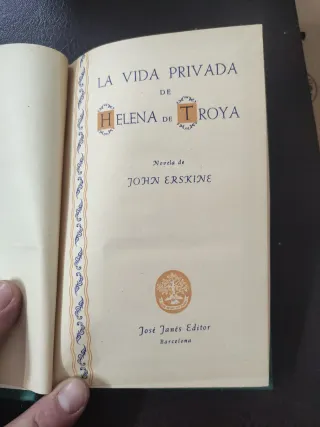 LA VIDA PRIVADA
DE
HELENA DE TROYA
Novela de
JOHN ERSKINE
José Janés Editor
Barcelona